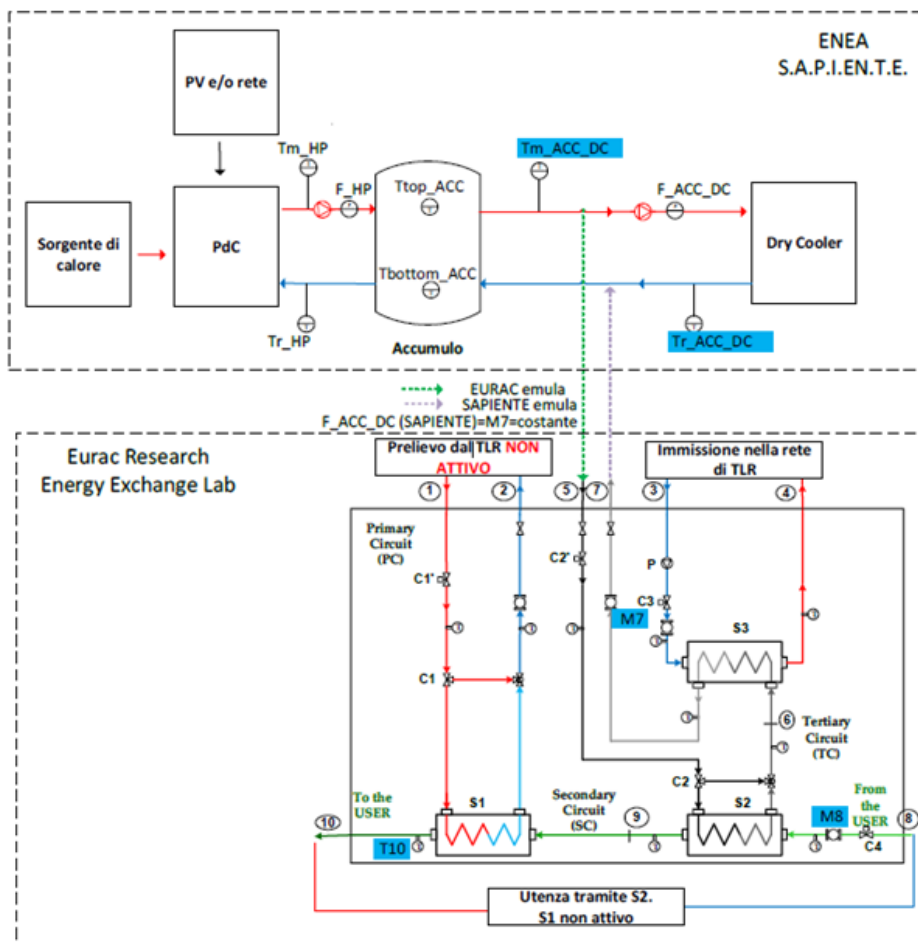 ENEA
S.A.P.I.EN.T.E.
PV e/o rete
Tm_HP
F_HP
Ttop_ACC
Tm_ACC_DC
F_ACC_DC
Sorgente di
calore
PdC
Dry Cooler
Tbottom_ACC
Tr_HP
Accumulo
Tr_ACC_DC
EURAC emula
SAPIENTE emula
F_ACC_DC (SAPIENTE)=M7=costante
Eurac Research
Energy Exchange Lab
Prelievo dal TLR NON
ATTIVO
Immissione nella rete
di TLR
1
2
5
7
3
4
Primary
Circuit
(PC)
C1'
C2'
P
C3
M7
S3
C1
6
Tertiary
Circuit
(TC)
C2
To the
USER
S1
Secondary
Circuit
(SC)
S2
From
the
USER
M8
10
9
8
T10
C4
Utenza tramite S2.
S1 non attivo